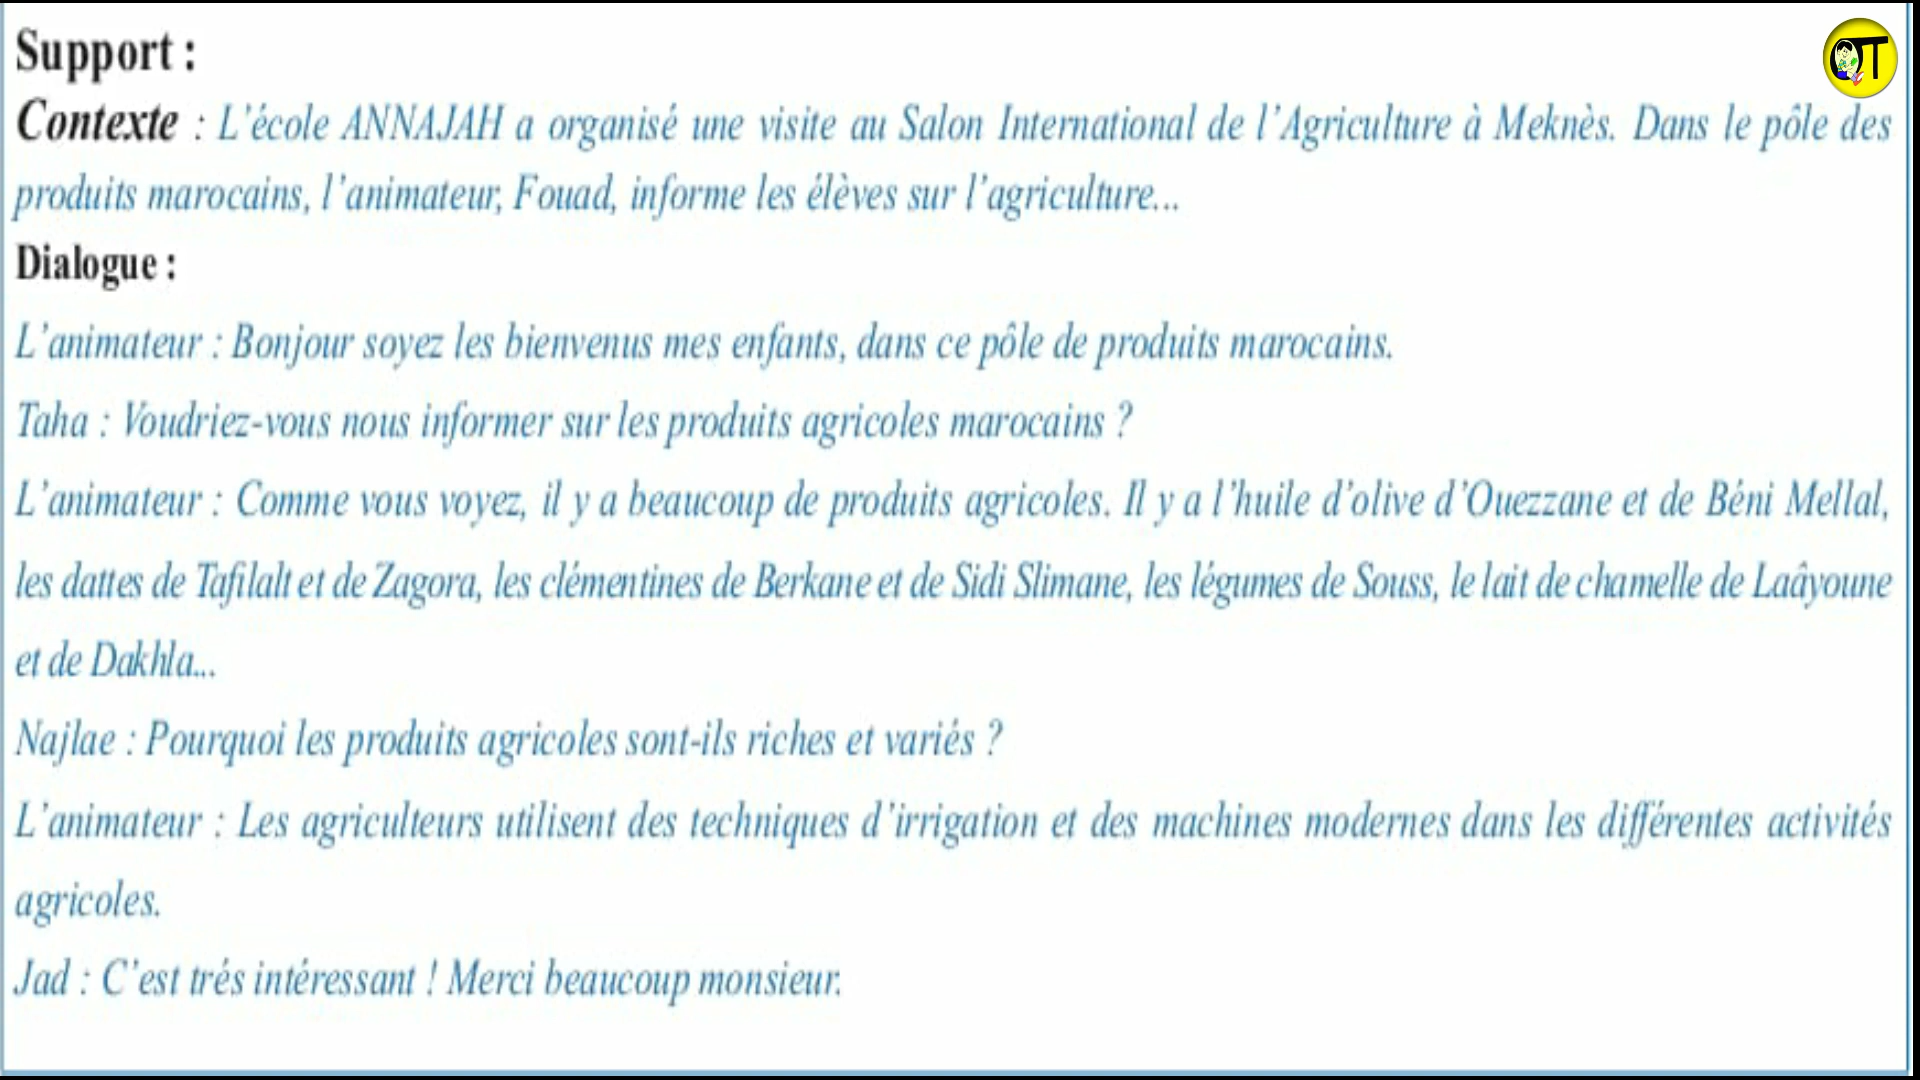 Support :
Contexte : L'école ANNAJAH a organisé une visite au Salon International de l'Agriculture à Meknès. Dans le pôle des
produits marocains, l'animateur, Fouad, informe les élèves sur l'agriculture...
Dialogue :
L'animateur : Bonjour soyez les bienvenus mes enfants, dans ce pôle de produits marocains.
Taha : Voudriez-vous nous informer sur les produits agricoles marocains ?
L'animateur : Comme vous voyez, il y a beaucoup de produits agricoles. Il y a l'huile d'olive d'Ouezzane et de Béni Mellal,
les dattes de Tafilalt et de Zagora, les clémentines de Berkane et de Sidi Slimane, les légumes de Souss, le lait de chamelle de Laâyoune
et de Dakhla...
Najlae : Pourquoi les produits agricoles sont-ils riches et variés ?
L'animateur : Les agriculteurs utilisent des techniques d'irrigation et des machines modernes dans les différentes activités
agricoles.
Jad : C'est trés intéressant ! Merci beaucoup monsieur.
OT